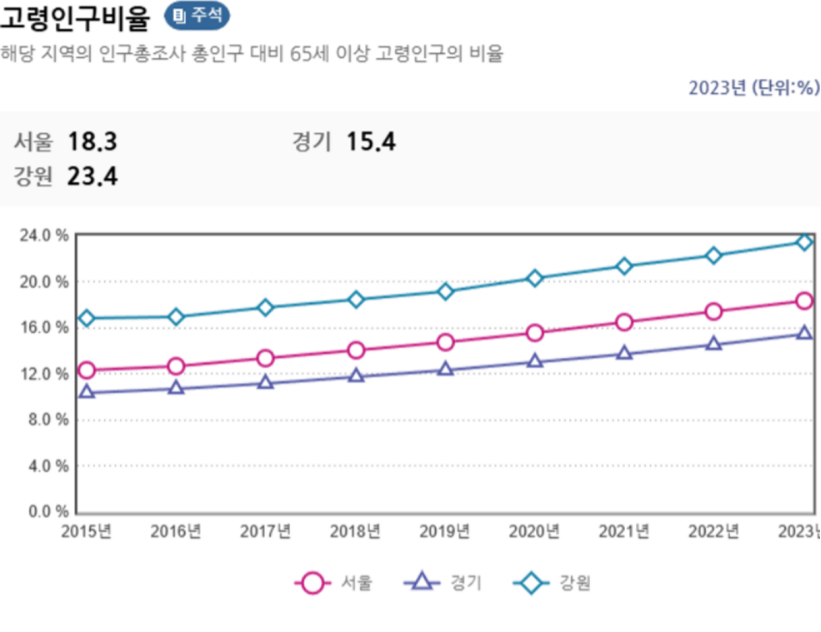 고령인구비율 주석
해당 지역의 인구총조사 총인구 대비 65세 이상 고령인구의 비율
2023년 (단위:%)
서울 18.3 경기 15.4
강원 23.4
24.0 %
20.0 %
16.0 %
12.0 %
8.0 %
4.0 %
0.0 %
2015년 2016년 2017년 2018년 2019년 2020년 2021년 2022년 2023년
서울 경기 강원